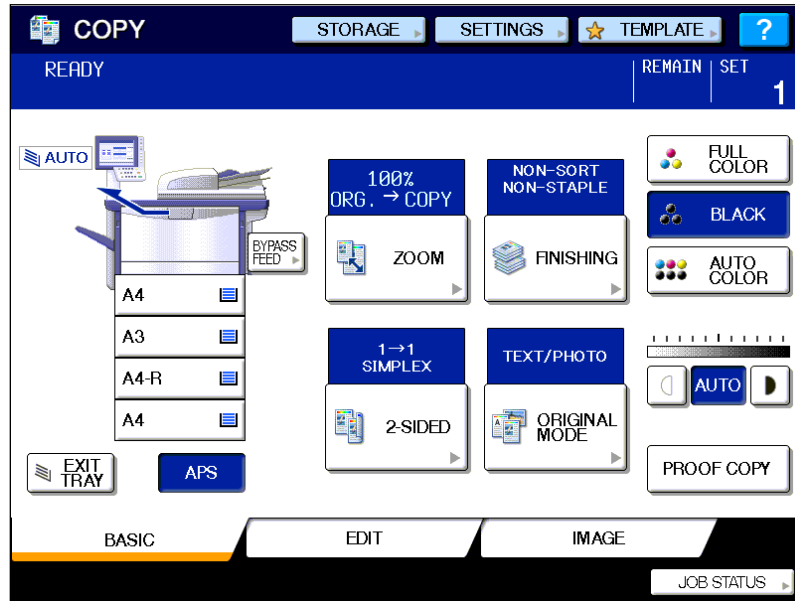 COPY
STORAGE
SETTINGS
TEMPLATE
?
READY
REMAIN
SET
1
AUTO
BYPASS
FEED
A4
A3
A4-R
A4
EXIT
TRAY
APS
100%
ORG. → COPY
ZOOM
NON-SORT
NON-STAPLE
FINISHING
1→1
SIMPLEX
2-SIDED
TEXT/PHOTO
ORIGINAL
MODE
FULL
COLOR
BLACK
AUTO
COLOR
AUTO
PROOF COPY
BASIC
EDIT
IMAGE
JOB STATUS